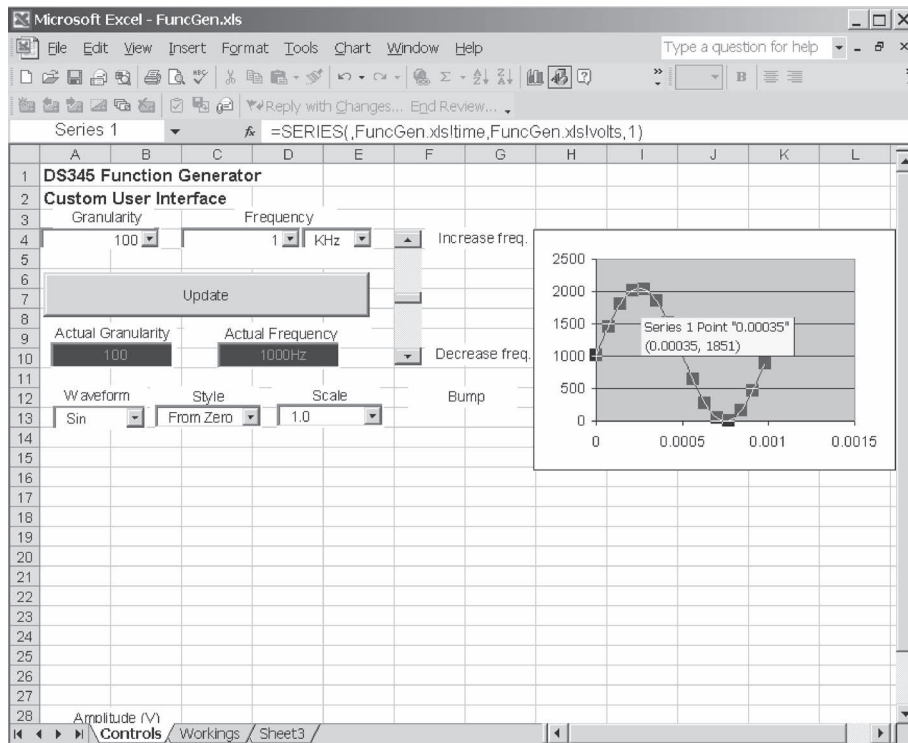 Microsoft Excel - FuncGen.xls
File Edit View Insert Format Tools Chart Window Help Type a question for help
Reply with Changes... End Review...
Series 1 fx =SERIES(,FuncGen.xls!time,FuncGen.xls!volts,1)
A B C D E F G H I J K L
1 DS345 Function Generator
2 Custom User Interface
3 Granularity Frequency
4 100 1 KHz Increase freq.
5
6
7 Update
8
9 Actual Granularity Actual Frequency
10 100 1000Hz Decrease freq.
11
12 Waveform Style Scale Bump
13 Sin From Zero 1.0
14
15
16
17
18
19
20
21
22
23
24
25
26
27
28 Amplitude (V)
2500
2000
1500
1000
500
0
Series 1 Point "0.00035"
(0.00035, 1851)
0 0.0005 0.001 0.0015
Controls Workings Sheet3